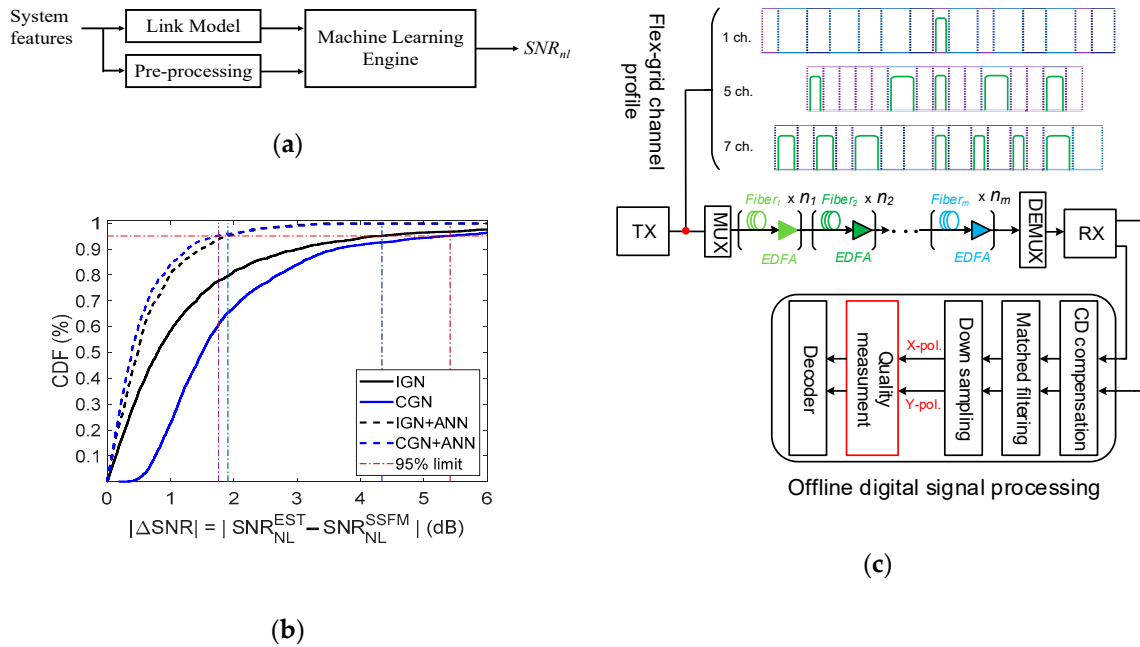 System
features
Link Model
Pre-processing
Machine Learning
Engine
SNRnl
(a)
1
0.9
0.8
0.7
0.6
0.5
0.4
0.3
0.2
0.1
CDF (%)
IGN
CGN
IGN+ANN
CGN+ANN
95% limit
0 1 2 3 4 5 6
|ΔSNR| = | SNR_NL^EST − SNR_NL^SSFM | (dB)
(b)
Flex-grid channel
profile
1 ch.
5 ch.
7 ch.
TX
MUX
Fiber₁ × n₁
EDFA
Fiber₂ × n₂
EDFA
Fiberₘ × nₘ
EDFA
DEMUX
RX
Decoder
Quality
measument
X-pol.
Y-pol.
Down sampling
Matched filtering
CD compensation
Offline digital signal processing
(c)